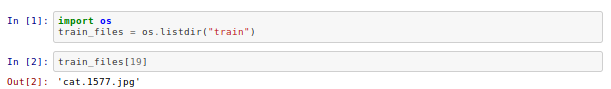 In [1]: import os
train_files = os.listdir("train")
In [2]: train_files[19]
Out[2]: 'cat.1577.jpg'